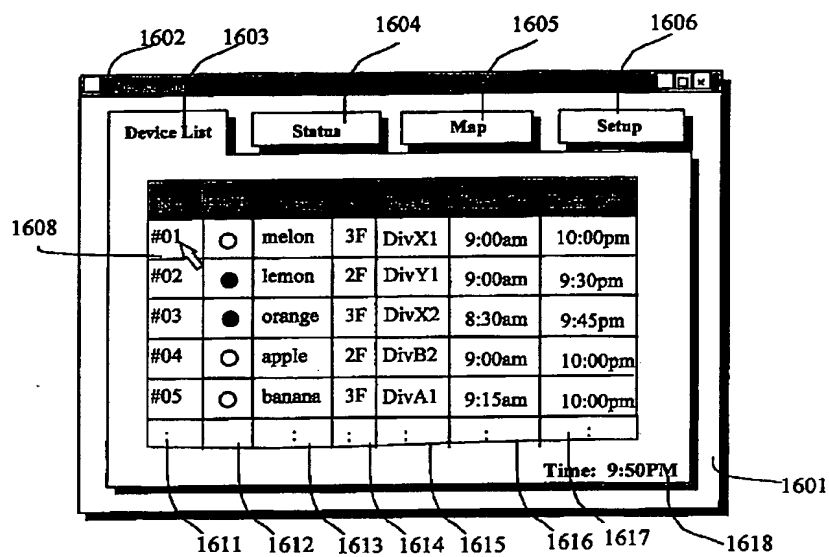 1602 1603 1604 1605 1606
Device List Status Map Setup
1608
#01 melon 3F DivX1 9:00am 10:00pm
#02 lemon 2F DivY1 9:00am 9:30pm
#03 orange 3F DivX2 8:30am 9:45pm
#04 apple 2F DivB2 9:00am 10:00pm
#05 banana 3F DivA1 9:15am 10:00pm
: : : : : :
Time: 9:50PM
1601
1611 1612 1613 1614 1615 1616 1617 1618